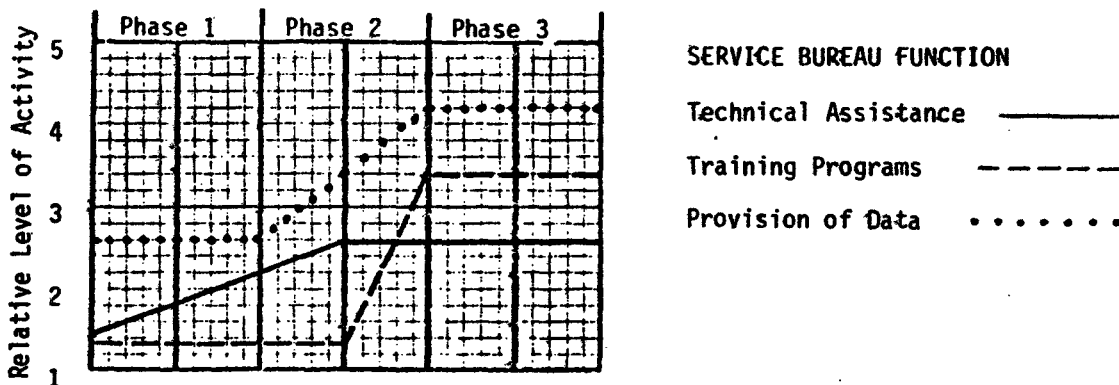 Relative Level of Activity
Phase 1 Phase 2 Phase 3
5
4
3
2
1
SERVICE BUREAU FUNCTION
Technical Assistance
Training Programs
Provision of Data